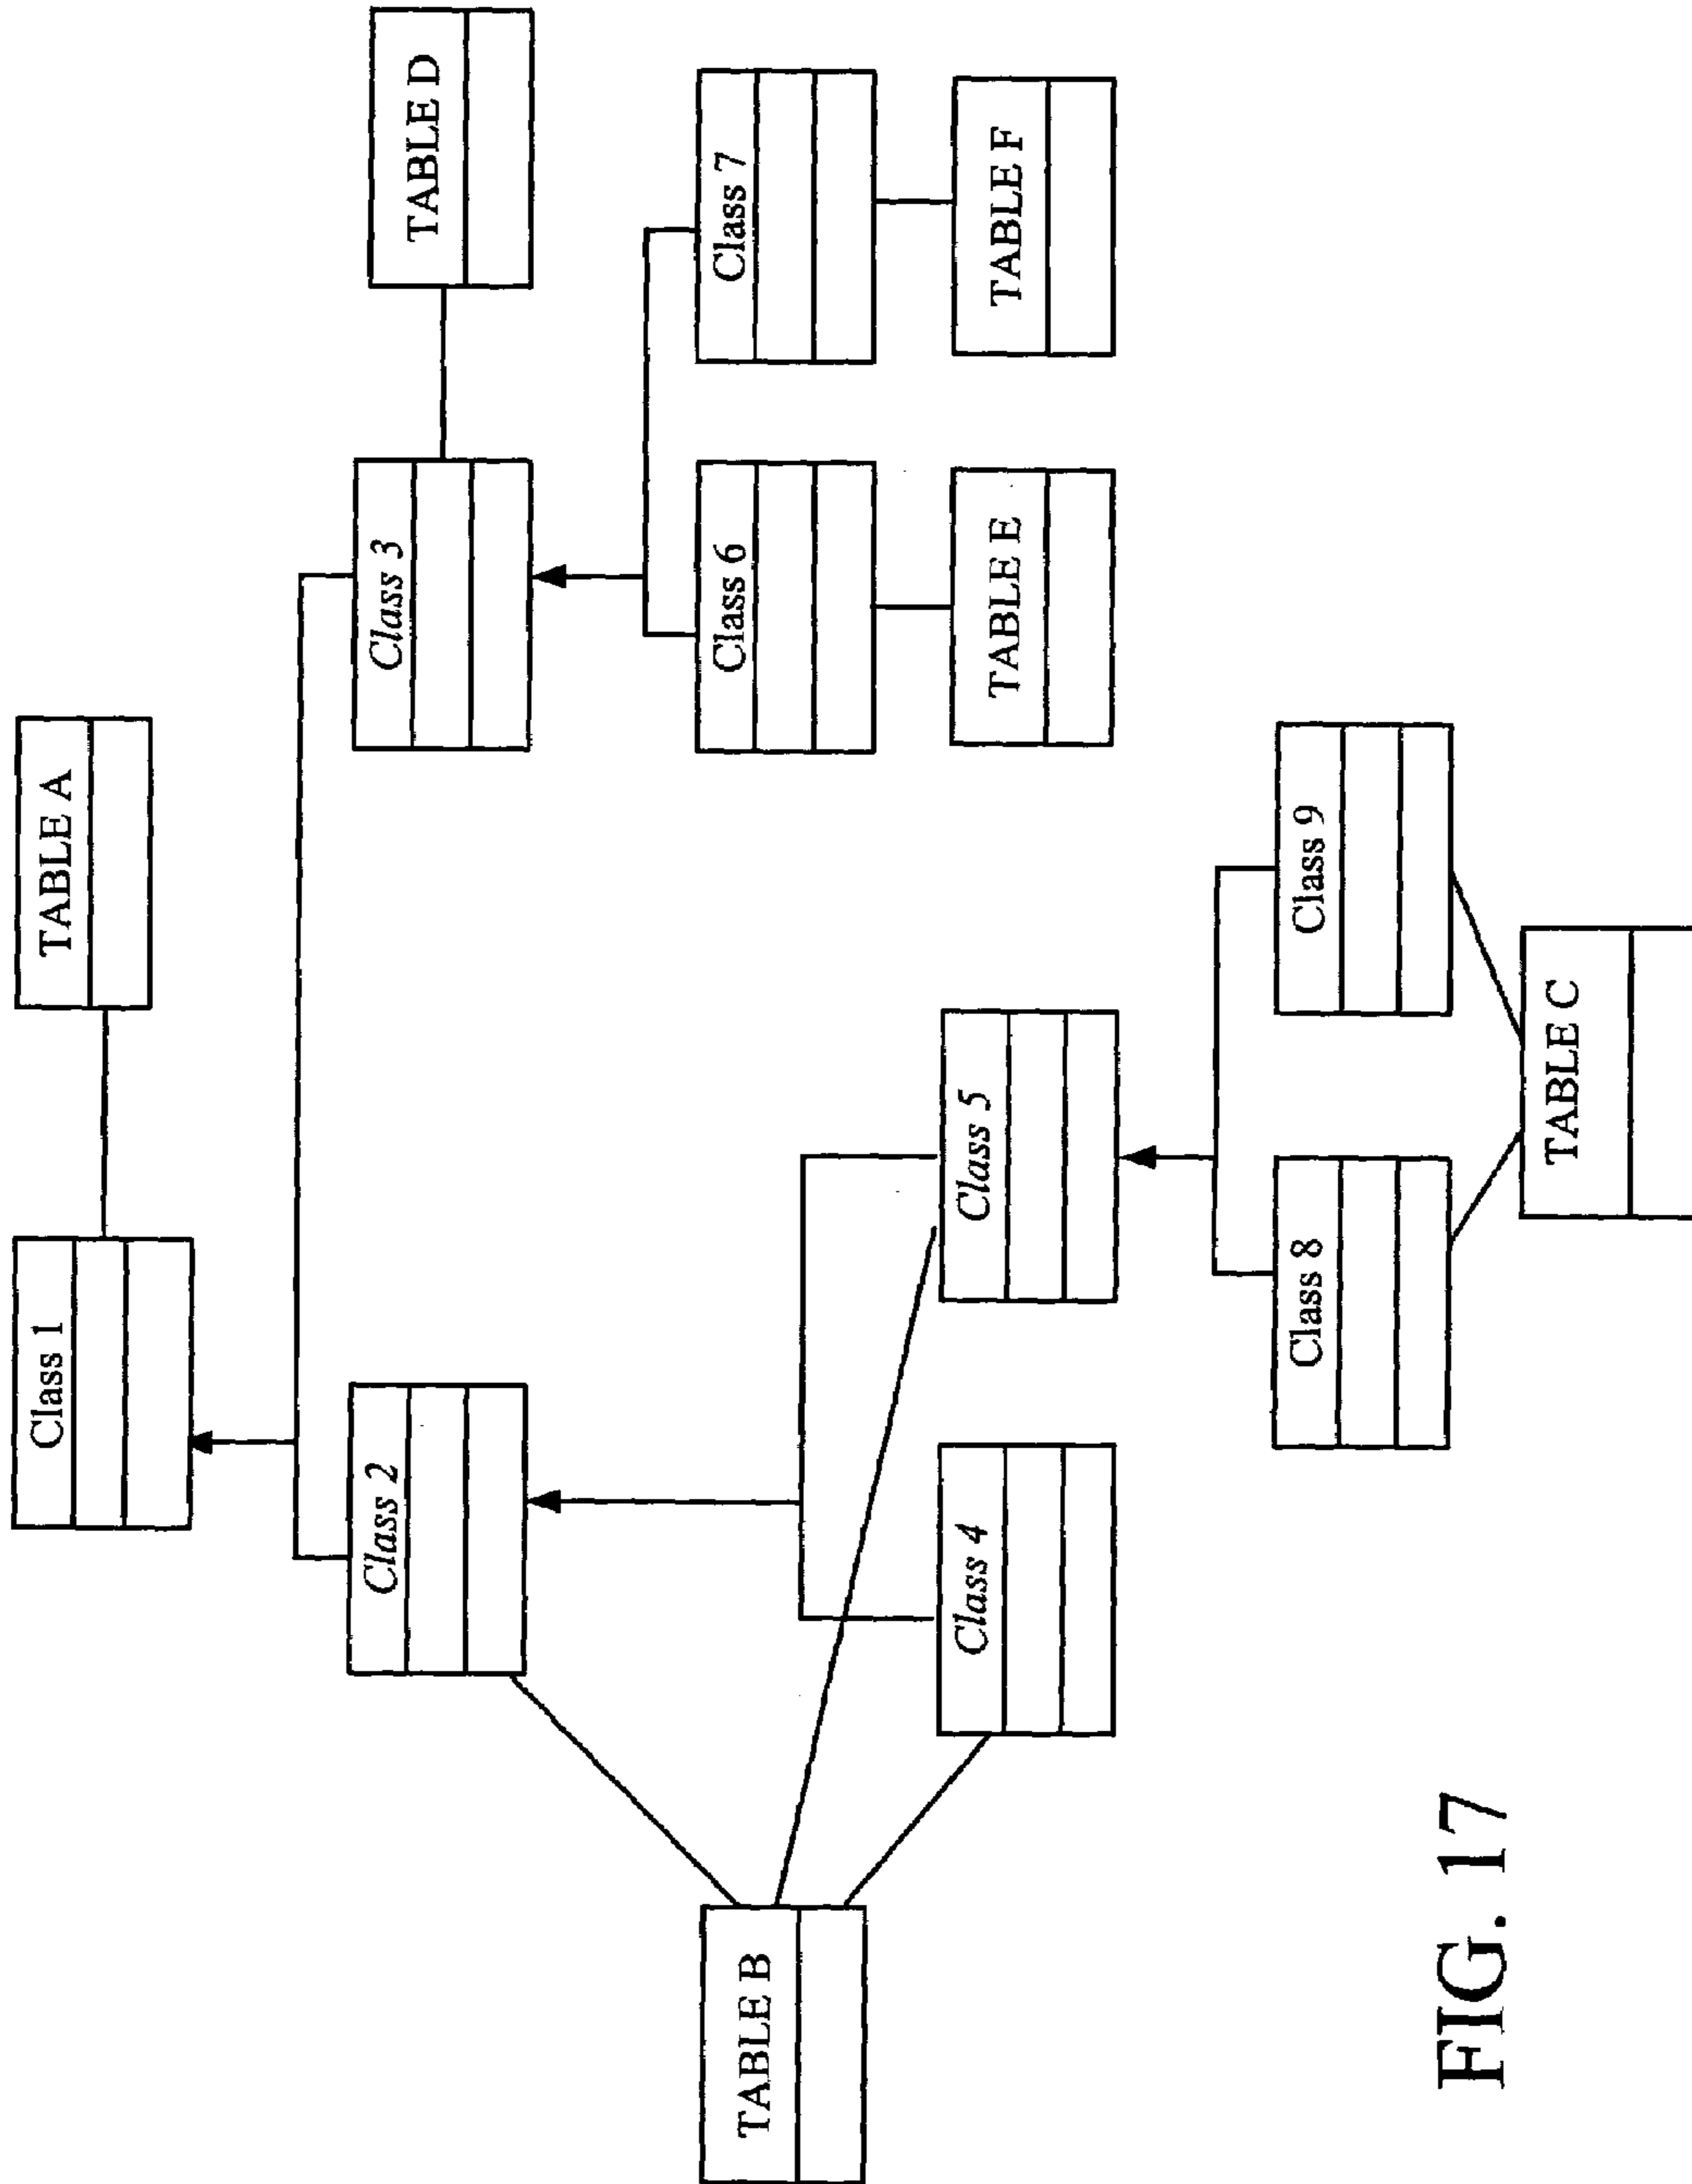 Class 1
TABLE A
Class 2
Class 3
TABLE D
TABLE B
Class 4
Class 5
Class 6
Class 7
TABLE E
TABLE F
Class 8
Class 9
TABLE C
FIG. 17